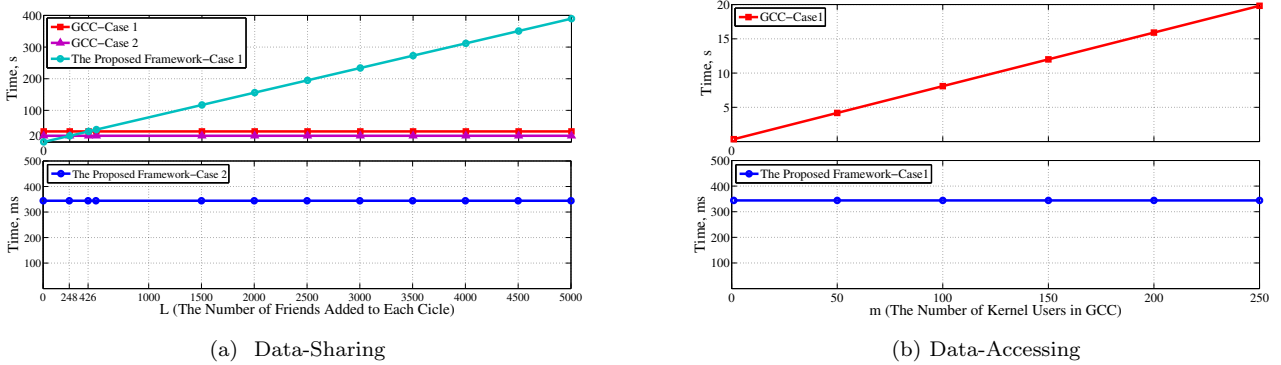 GCC−Case 1
GCC−Case 2
The Proposed Framework−Case 1
Time, s
400
300
200
100
20
0
The Proposed Framework−Case 2
Time, ms
500
400
300
200
100
0 248 426 1000 1500 2000 2500 3000 3500 4000 4500 5000
L (The Number of Friends Added to Each Cicle)
(a) Data-Sharing
GCC−Case1
Time, s
20
15
10
5
0
The Proposed Framework−Case1
Time, ms
500
400
300
200
100
0 50 100 150 200 250
m (The Number of Kernel Users in GCC)
(b) Data-Accessing